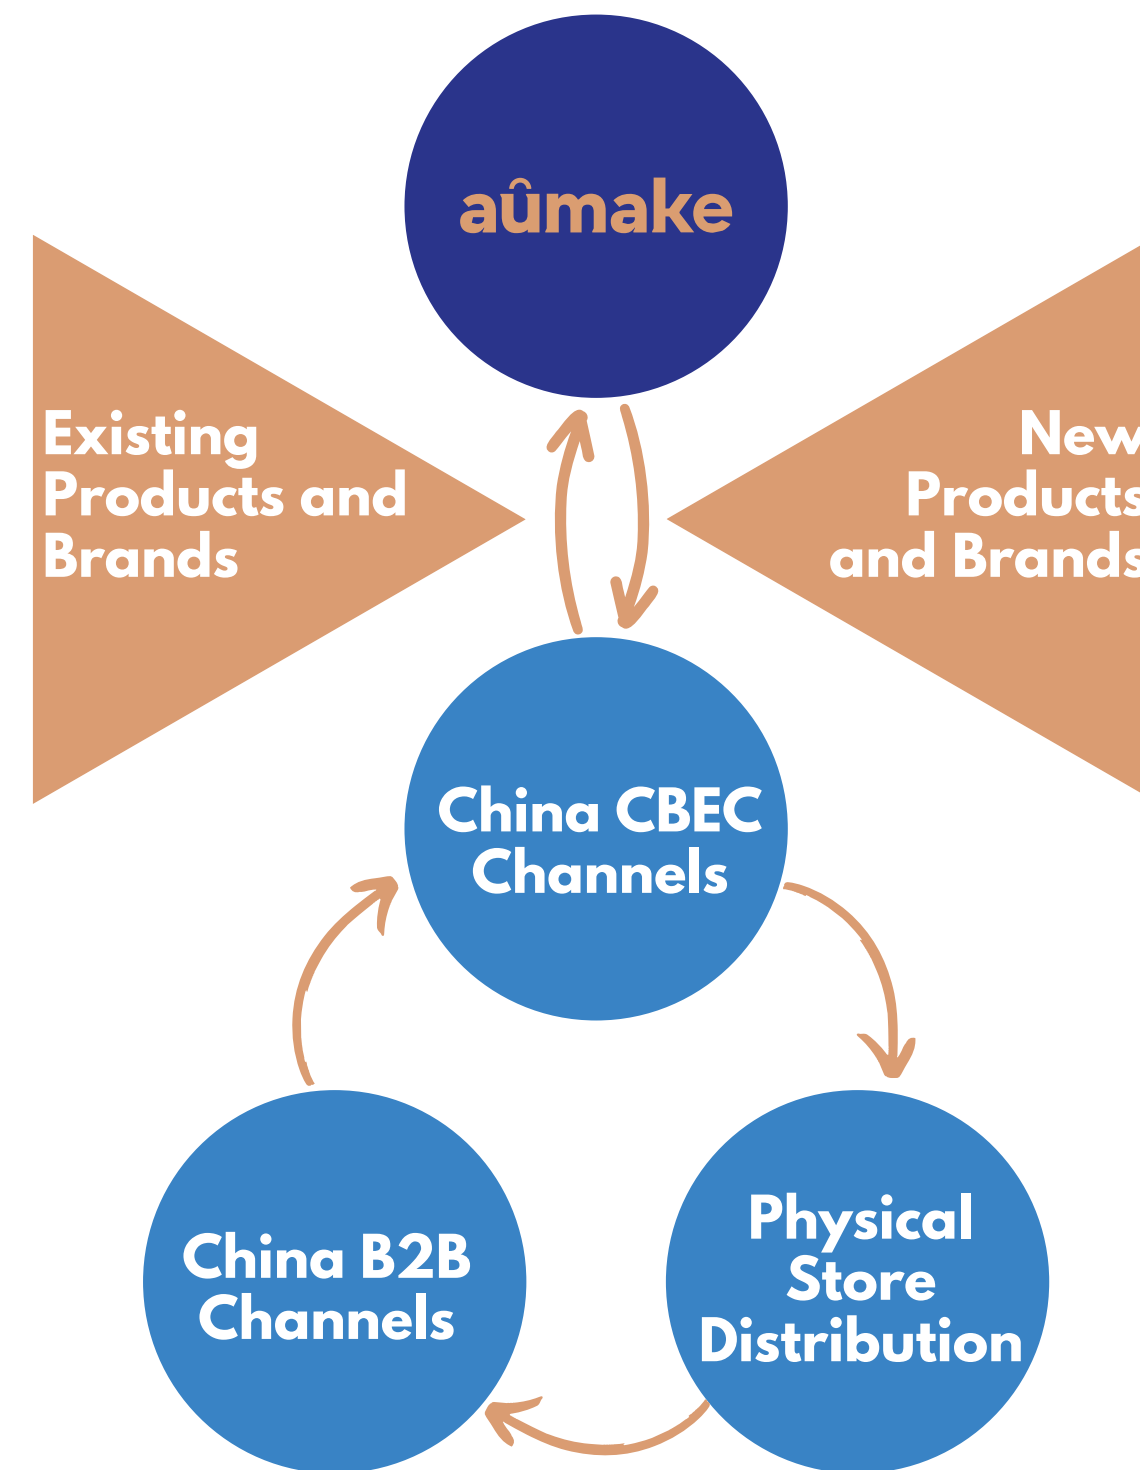 aûmake
Existing
Products and
Brands
New
Products
and Brands
China CBEC
Channels
China B2B
Channels
Physical
Store
Distribution